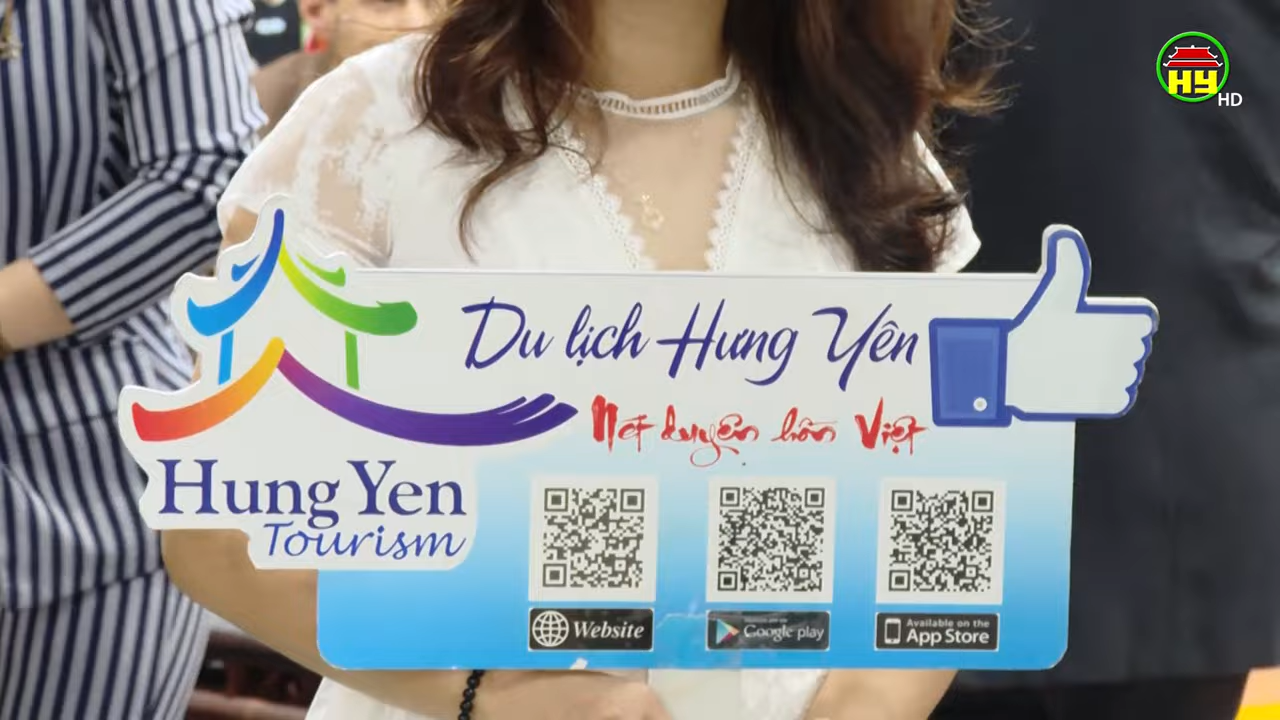 HY
HD
Du lịch Hưng Yên
Nét duyên hồn Việt
Hung Yen
Tourism
Website
Google play
Available on the
App Store